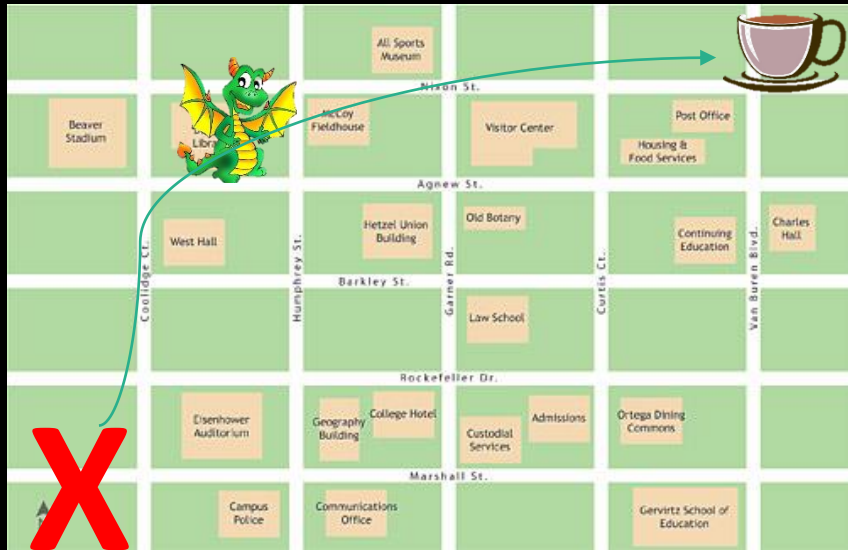 All Sports
Museum
Nixon St.
Beaver
Stadium
McCoy
Fieldhouse
Visitor Center
Post Office
Housing &
Food Services
Agnew St.
West Hall
Hetzel Union
Building
Old Botany
Continuing
Education
Charles
Hall
Coolidge Ct.
Humphrey St.
Garner Rd.
Curtis Ct.
Van Buren Blvd.
Barkley St.
Law School
Rockefeller Dr.
Eisenhower
Auditorium
Geography
Building
College Hotel
Custodial
Services
Admissions
Ortega Dining
Commons
Marshall St.
X
Campus
Police
Communications
Office
Gervirtz School of
Education